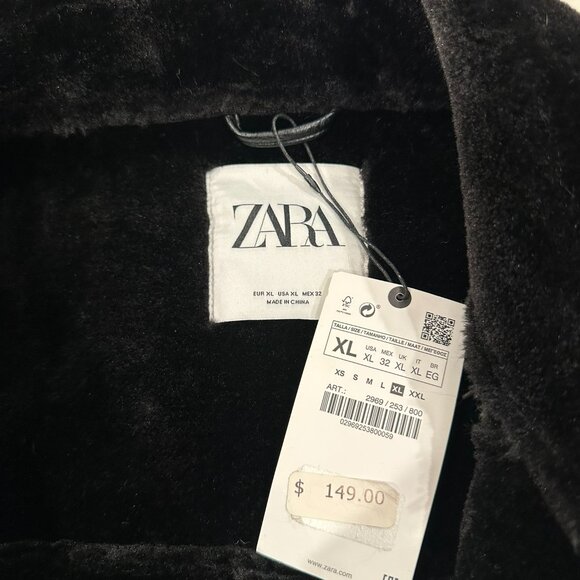 ZARA
EUR XL USA XL MEX 32
MADE IN CHINA
TALLA / SIZE / TAMANHO / TAILLE / MAAT / ΜΕΓΕΘΟΣ
USA MEX UK IT BR
XL XL 32 XL XL EG
XS S M L XL XXL
ART.: 2969 / 253 / 800
02969253800059
$ 149.00
www.zara.com